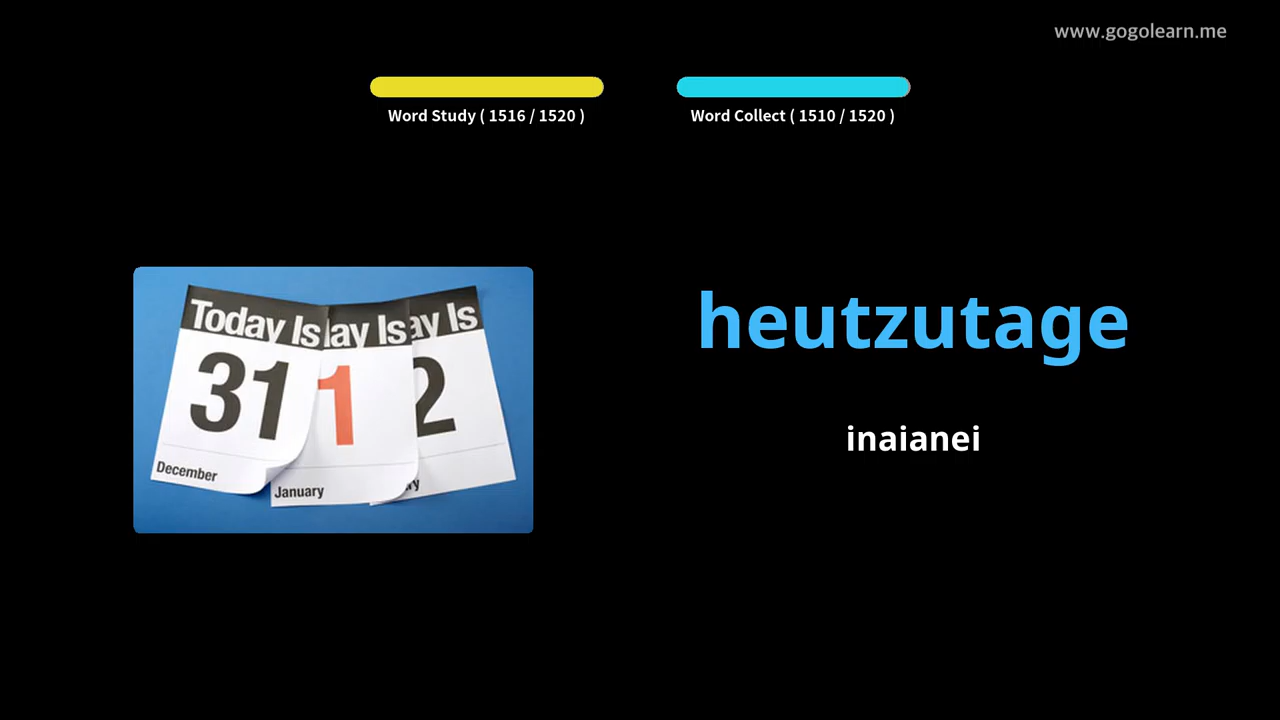 www.gogolearn.me
Word Study ( 1516 / 1520 )
Word Collect ( 1510 / 1520 )
Today Is
ay Is
ay Is
31
1
2
December
January
heutzutage
inaianei